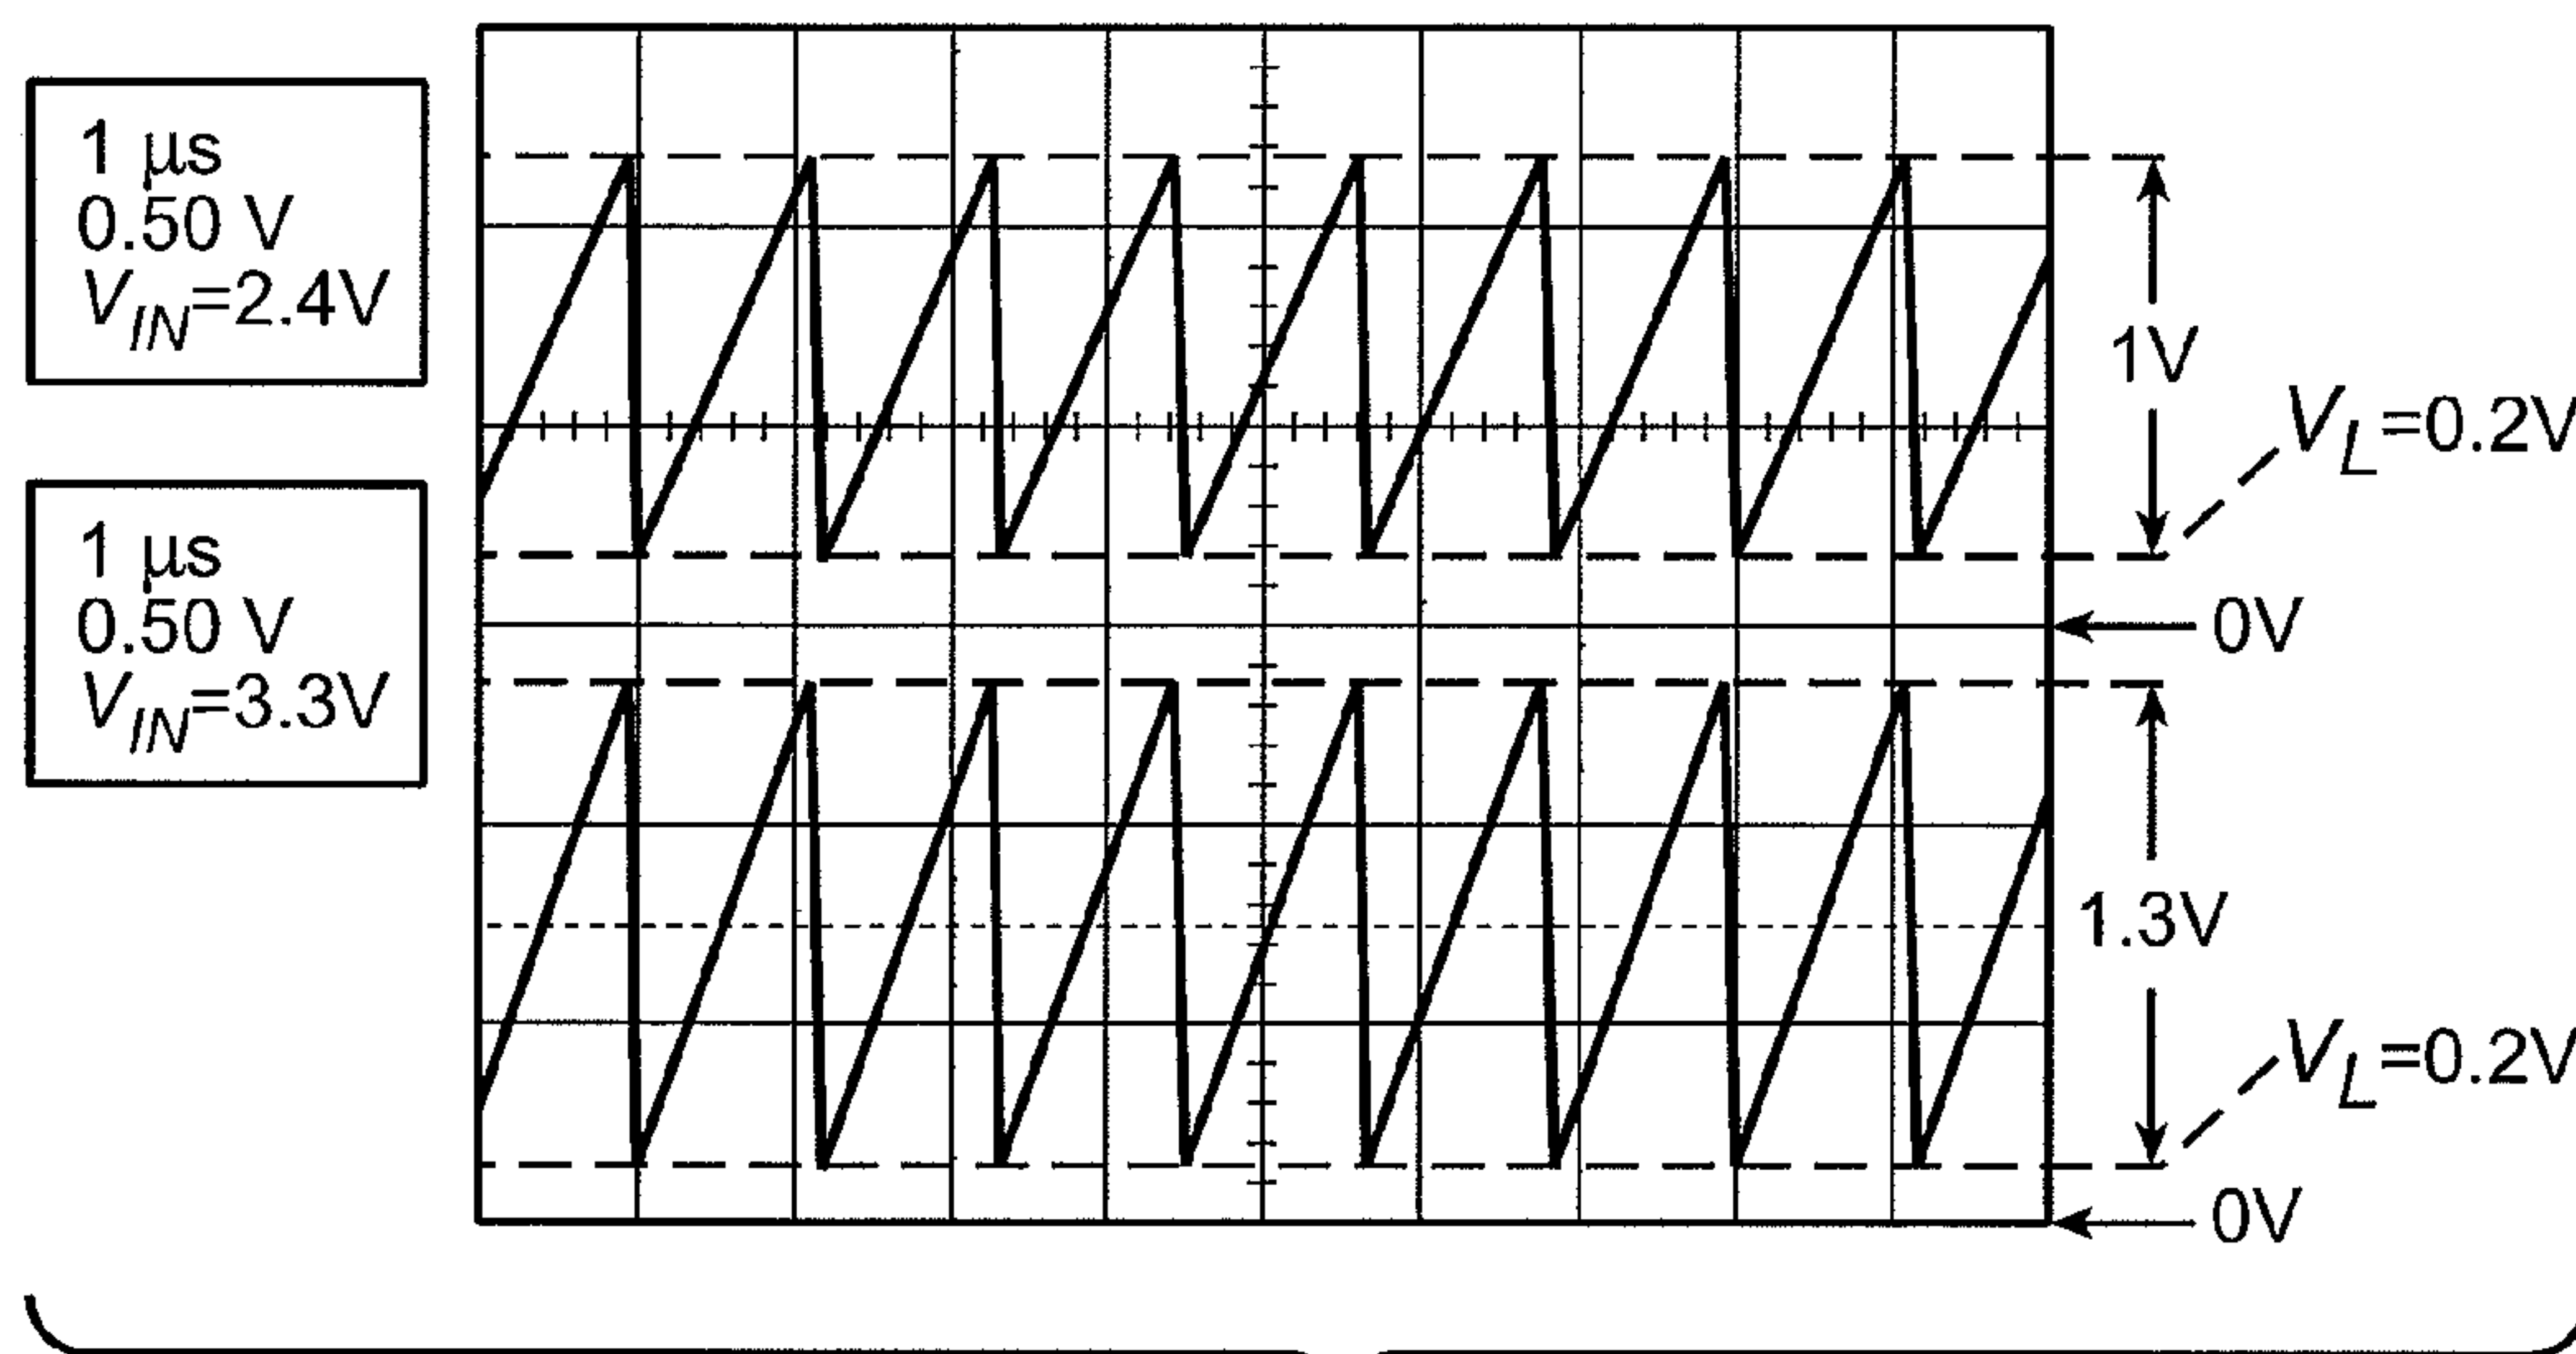 1 µs
0.50 V
V_IN=2.4V
1 µs
0.50 V
V_IN=3.3V
1V
V_L=0.2V
0V
1.3V
V_L=0.2V
0V